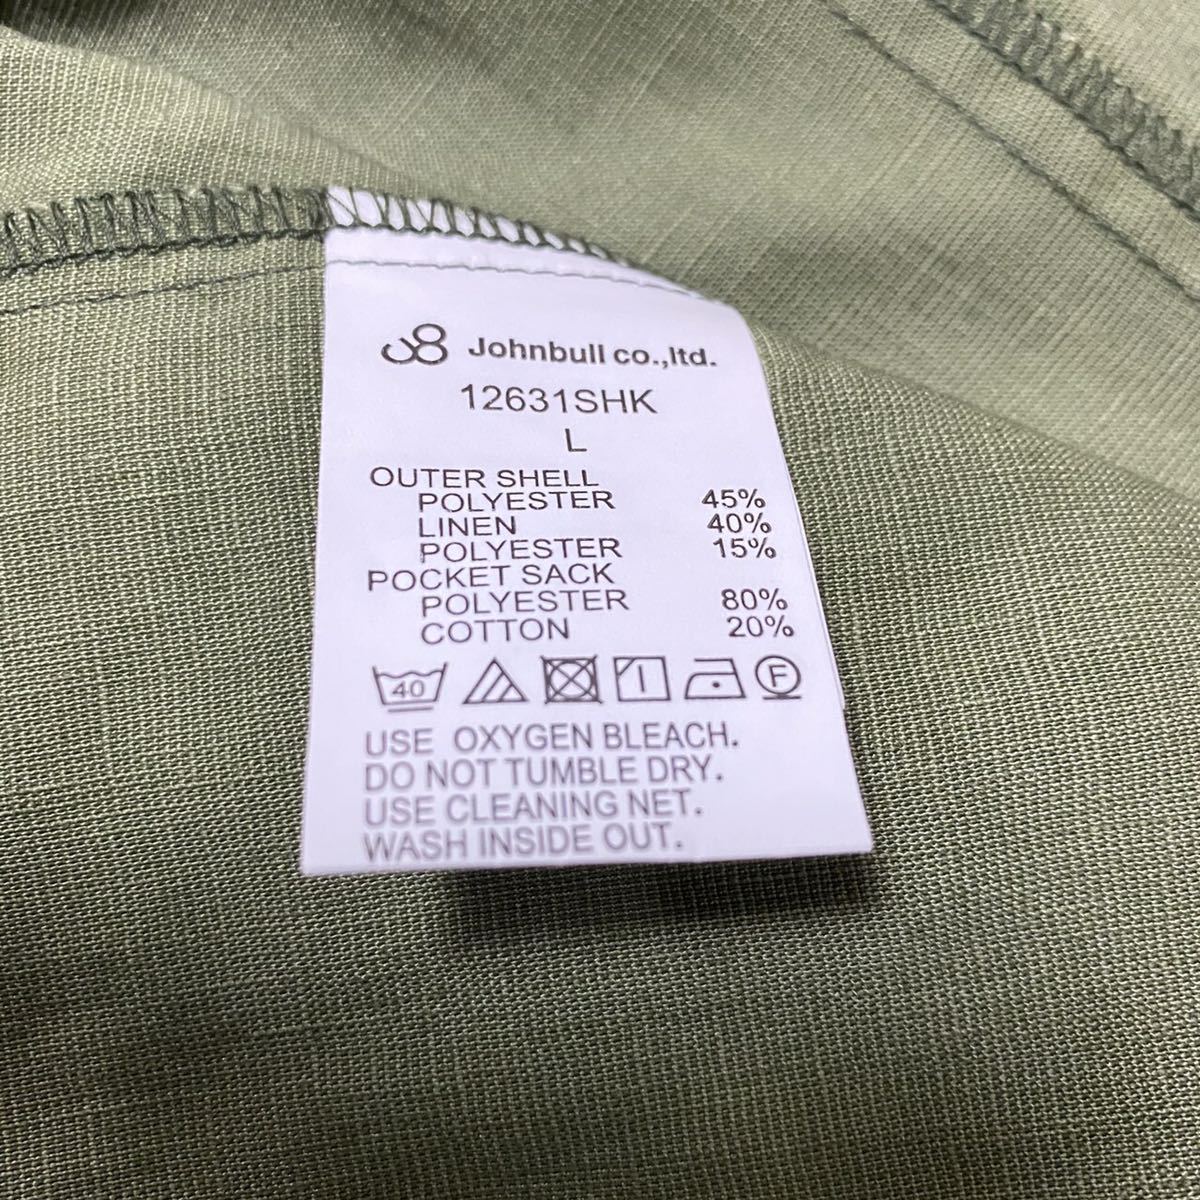 Johnbull co.,ltd.
12631SHK
L
OUTER SHELL
POLYESTER 45%
LINEN 40%
POLYESTER 15%
POCKET SACK
POLYESTER 80%
COTTON 20%
40 F
USE OXYGEN BLEACH.
DO NOT TUMBLE DRY.
USE CLEANING NET.
WASH INSIDE OUT.